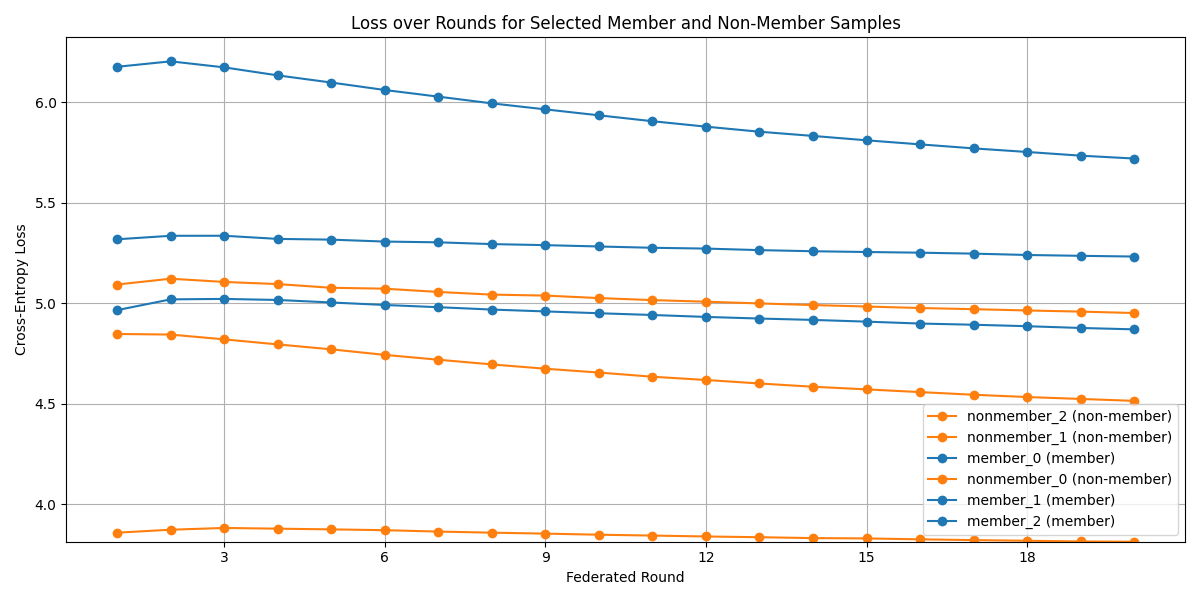 Loss over Rounds for Selected Member and Non-Member Samples
Cross-Entropy Loss
6.0
5.5
5.0
4.5
4.0
nonmember_2 (non-member)
nonmember_1 (non-member)
member_0 (member)
nonmember_0 (non-member)
member_1 (member)
member_2 (member)
3
6
9
12
15
18
Federated Round